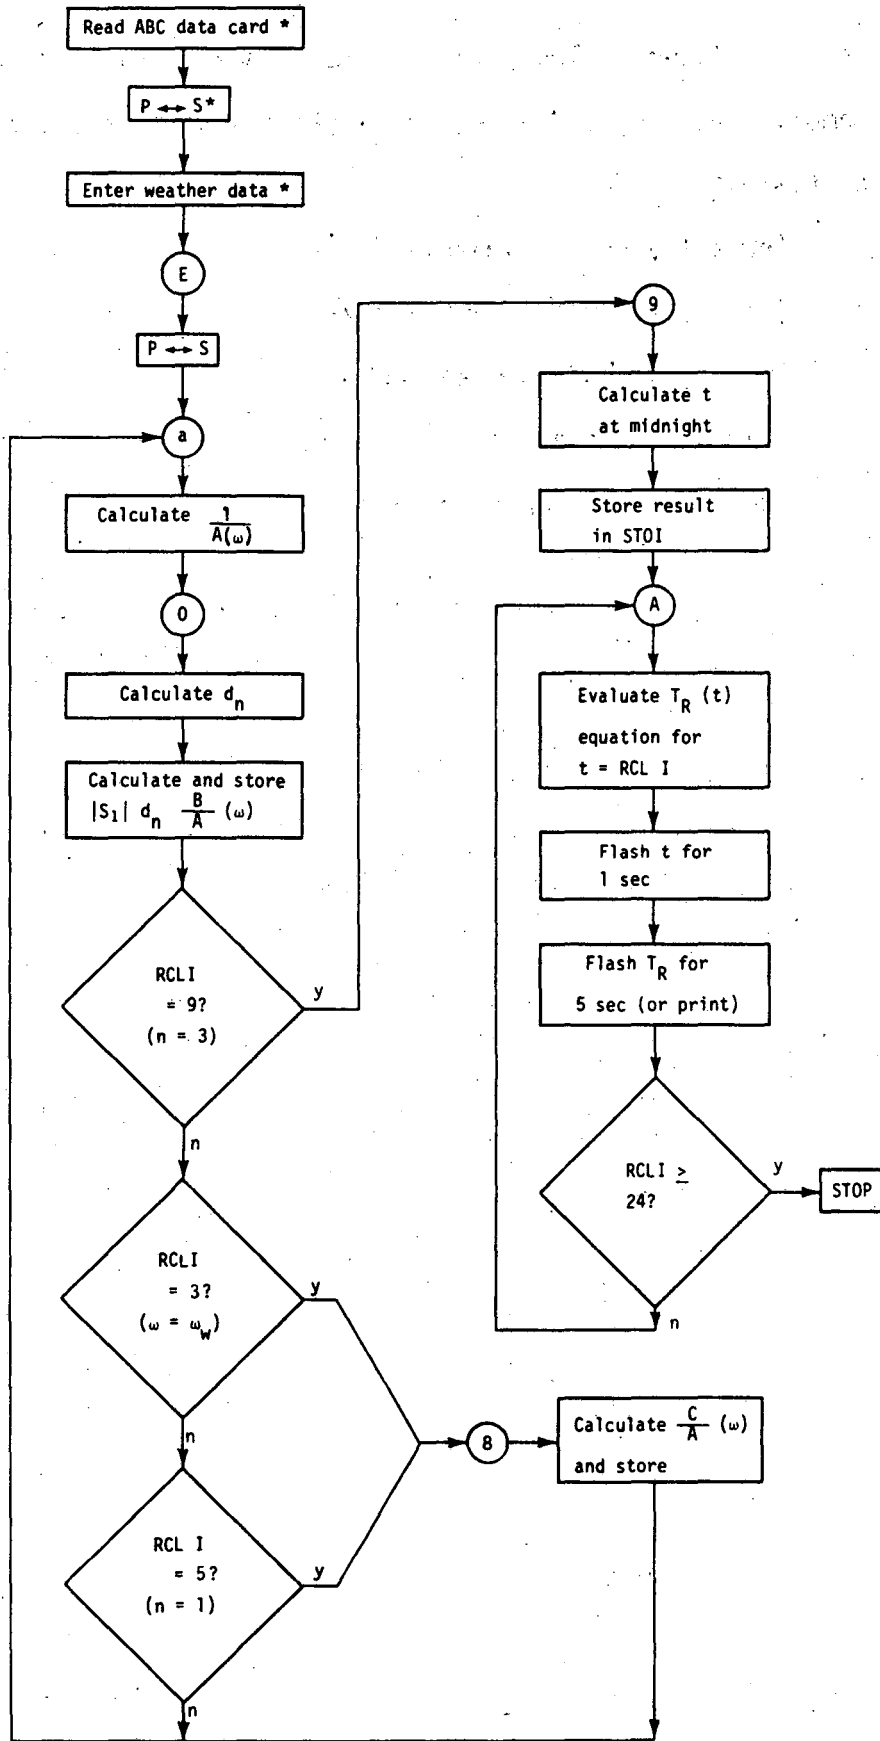 Read ABC data card *
P ↔ S*
Enter weather data *
E
P ↔ S
a
Calculate 1/A(ω)
0
Calculate d_n
Calculate and store
|S₁| d_n B/A (ω)
RCLI
= 9?
(n = 3)
y
n
RCLI
= 3?
(ω = ω_w)
y
n
RCL I
= 5?
(n = 1)
y
n
9
Calculate t
at midnight
Store result
in STOI
A
Evaluate T_R (t)
equation for
t = RCL I
Flash t for
1 sec
Flash T_R for
5 sec (or print)
RCLI ≥
24?
y
STOP
n
8
Calculate C/A (ω)
and store